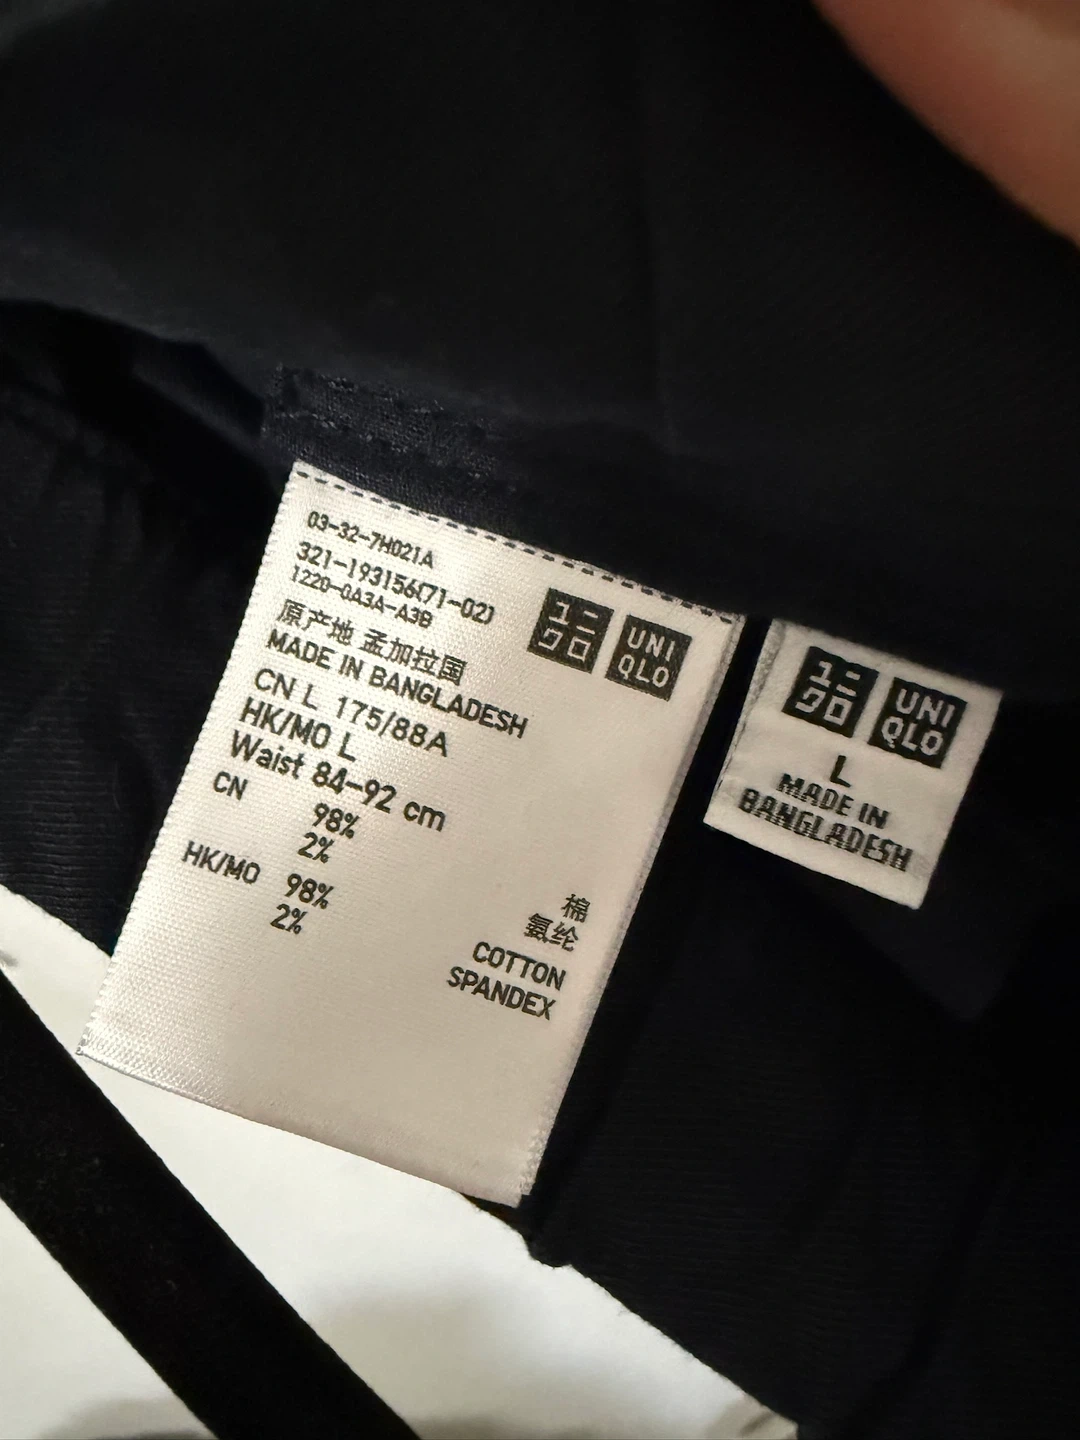 03-32-7H021A
321-193156(71-02)
1220-0A3A-A3B
ユニ
クロ
UNI
QLO
原产地 孟加拉国
MADE IN BANGLADESH
CN L 175/88A
HK/MO L
Waist 84-92 cm
CN 98% 棉
2% 氨纶
HK/MO 98% COTTON
2% SPANDEX
ユニ
クロ
UNI
QLO
L
MADE IN
BANGLADESH